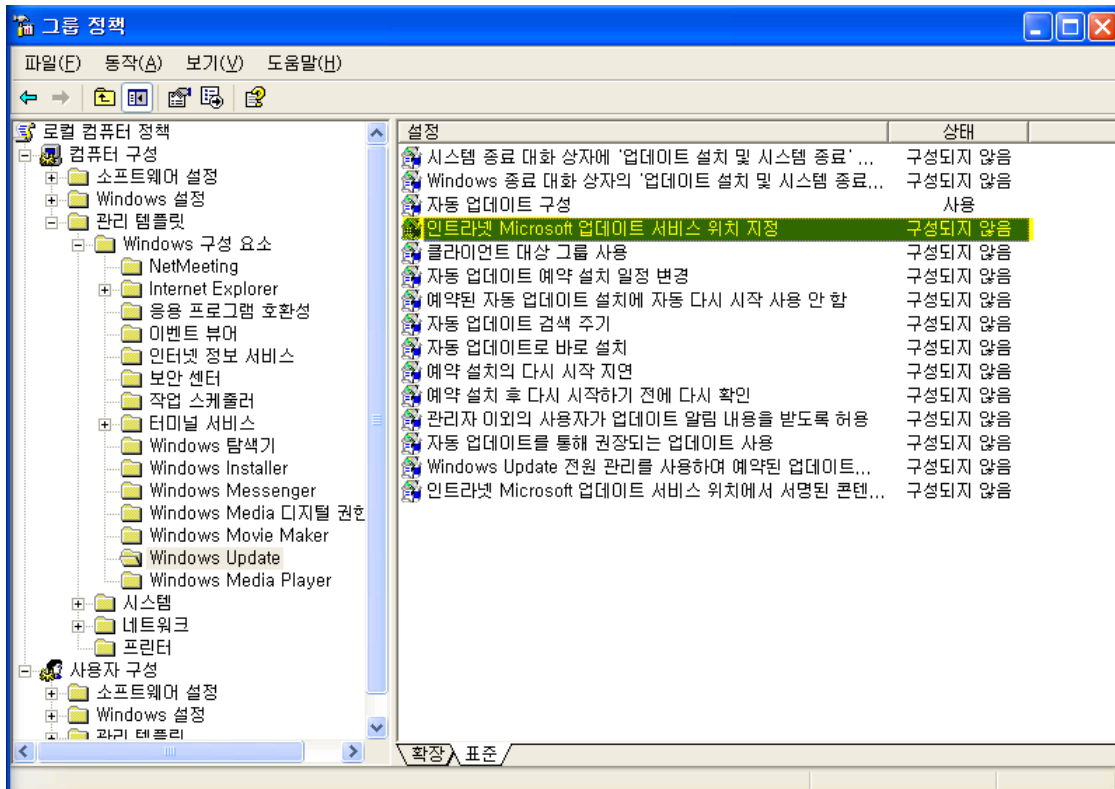 그룹 정책
파일(F) 동작(A) 보기(V) 도움말(H)
로컬 컴퓨터 정책
컴퓨터 구성
소프트웨어 설정
Windows 설정
관리 템플릿
Windows 구성 요소
NetMeeting
Internet Explorer
응용 프로그램 호환성
이벤트 뷰어
인터넷 정보 서비스
보안 센터
작업 스케줄러
터미널 서비스
Windows 탐색기
Windows Installer
Windows Messenger
Windows Media 디지털 권한
Windows Movie Maker
Windows Update
Windows Media Player
시스템
네트워크
프린터
사용자 구성
소프트웨어 설정
Windows 설정
관리 템플릿
설정 상태
시스템 종료 대화 상자에 '업데이트 설치 및 시스템 종료' ... 구성되지 않음
Windows 종료 대화 상자의 '업데이트 설치 및 시스템 종료... 구성되지 않음
자동 업데이트 구성 사용
인트라넷 Microsoft 업데이트 서비스 위치 지정 구성되지 않음
클라이언트 대상 그룹 사용 구성되지 않음
자동 업데이트 예약 설치 일정 변경 구성되지 않음
예약된 자동 업데이트 설치에 자동 다시 시작 사용 안 함 구성되지 않음
자동 업데이트 검색 주기 구성되지 않음
자동 업데이트로 바로 설치 구성되지 않음
예약 설치의 다시 시작 지연 구성되지 않음
예약 설치 후 다시 시작하기 전에 다시 확인 구성되지 않음
관리자 이외의 사용자가 업데이트 알림 내용을 받도록 허용 구성되지 않음
자동 업데이트를 통해 권장되는 업데이트 사용 구성되지 않음
Windows Update 전원 관리를 사용하여 예약된 업데이트... 구성되지 않음
인트라넷 Microsoft 업데이트 서비스 위치에서 서명된 콘텐... 구성되지 않음
확장 표준